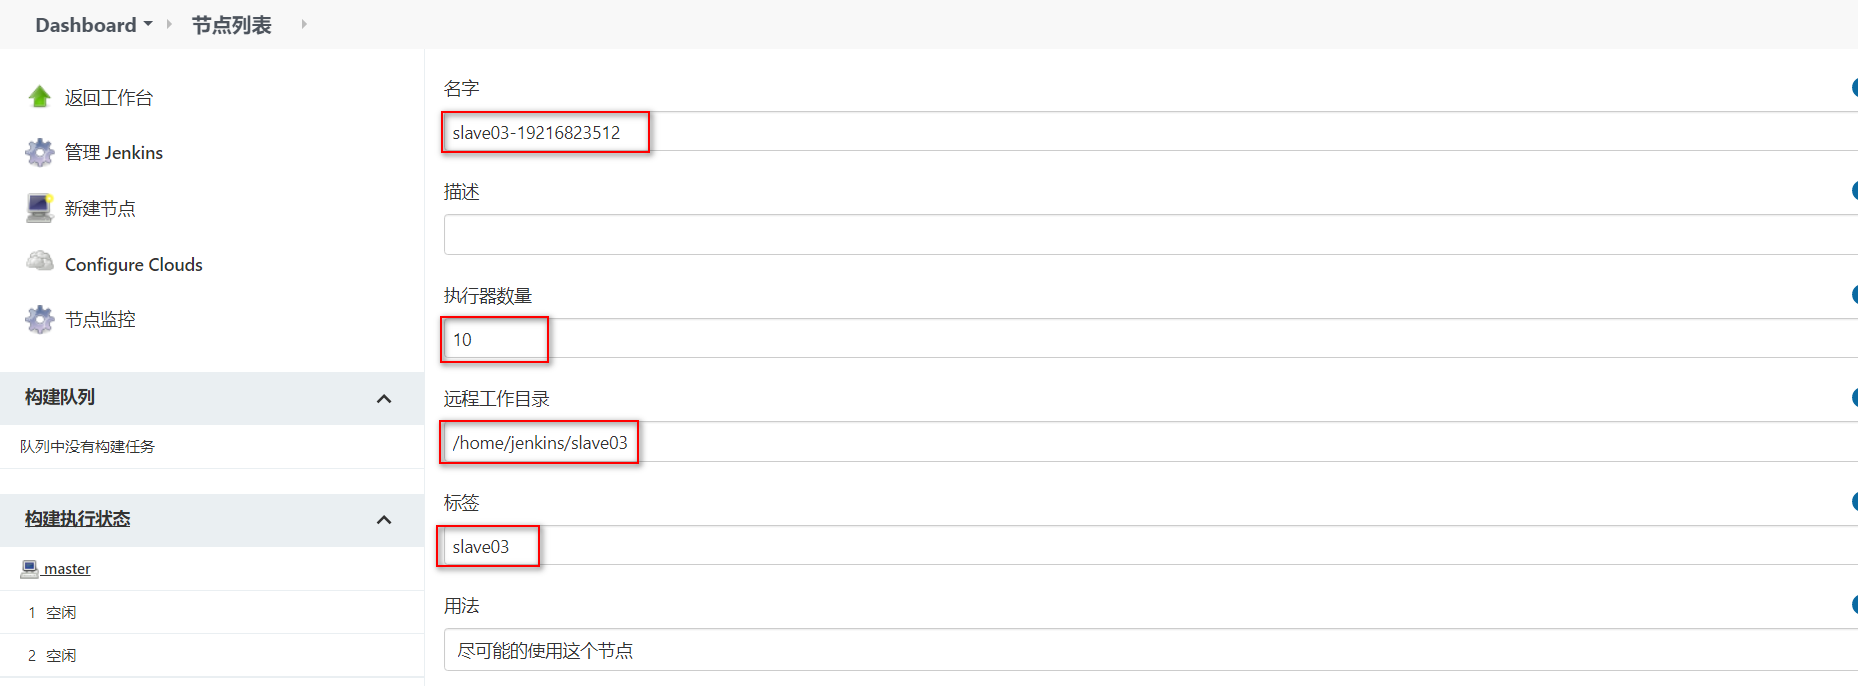 Dashboard 节点列表
返回工作台
管理 Jenkins
新建节点
Configure Clouds
节点监控
构建队列
队列中没有构建任务
构建执行状态
master
1 空闲
2 空闲
名字
slave03-19216823512
描述
执行器数量
10
远程工作目录
/home/jenkins/slave03
标签
slave03
用法
尽可能的使用这个节点